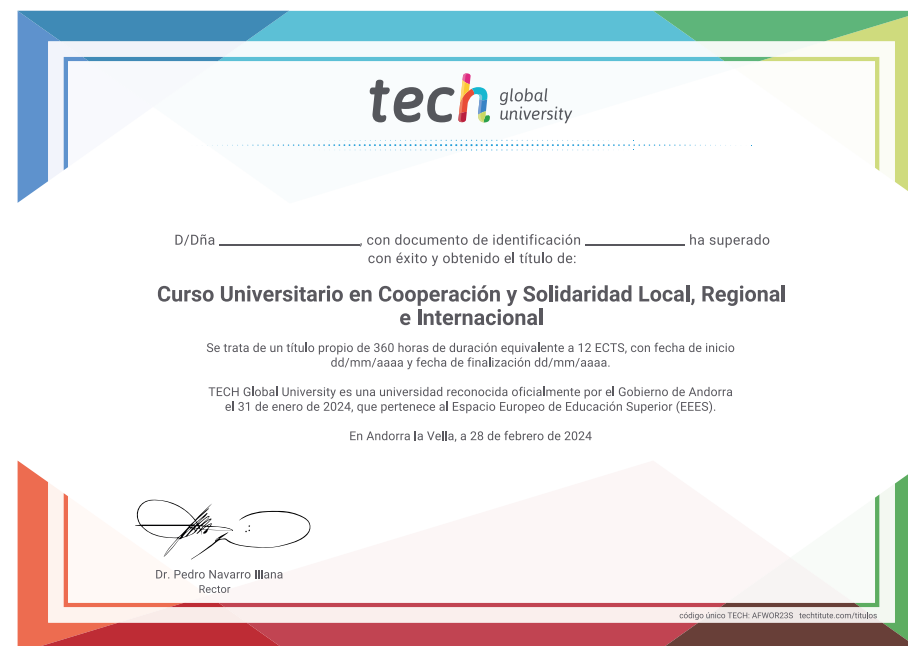 tech global university
D/Dña ____________________, con documento de identificación ______________ ha superado
con éxito y obtenido el título de:
Curso Universitario en Cooperación y Solidaridad Local, Regional
e Internacional
Se trata de un título propio de 360 horas de duración equivalente a 12 ECTS, con fecha de inicio
dd/mm/aaaa y fecha de finalización dd/mm/aaaa.
TECH Global University es una universidad reconocida oficialmente por el Gobierno de Andorra
el 31 de enero de 2024, que pertenece al Espacio Europeo de Educación Superior (EEES).
En Andorra la Vella, a 28 de febrero de 2024
Dr. Pedro Navarro Illana
Rector
código único TECH: AFWOR23S techtitute.com/titulos